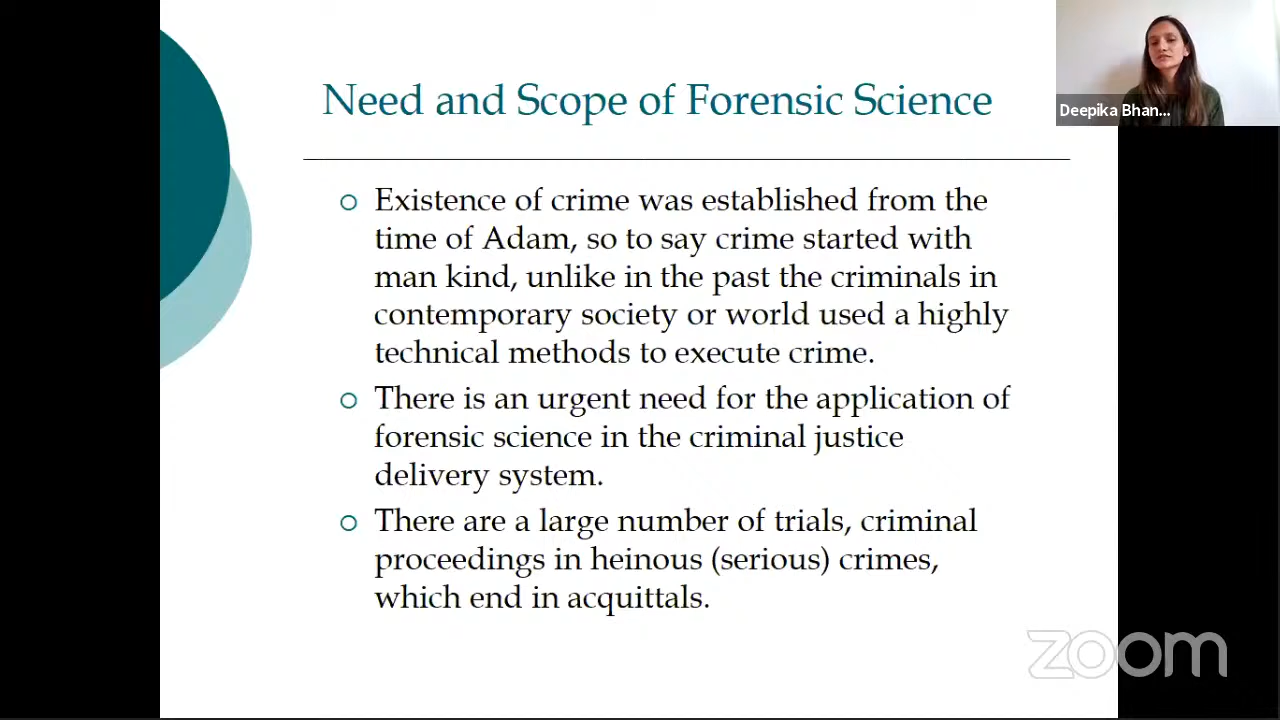 Need and Scope of Forensic Science
Deepika Bhan...
Existence of crime was established from the
time of Adam, so to say crime started with
man kind, unlike in the past the criminals in
contemporary society or world used a highly
technical methods to execute crime.
There is an urgent need for the application of
forensic science in the criminal justice
delivery system.
There are a large number of trials, criminal
proceedings in heinous (serious) crimes,
which end in acquittals.
zoom